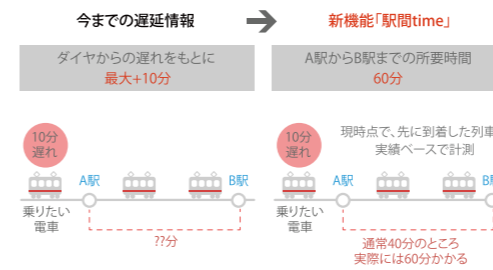 今までの遅延情報
新機能「駅間time」
ダイヤからの遅れをもとに
最大+10分
A駅からB駅までの所要時間
60分
10分
遅れ
A駅
B駅
乗りたい
電車
??分
10分
遅れ
現時点で、先に到着した列車
実績ベースで計測
A駅
B駅
乗りたい
電車
通常40分のところ
実際には60分かかる